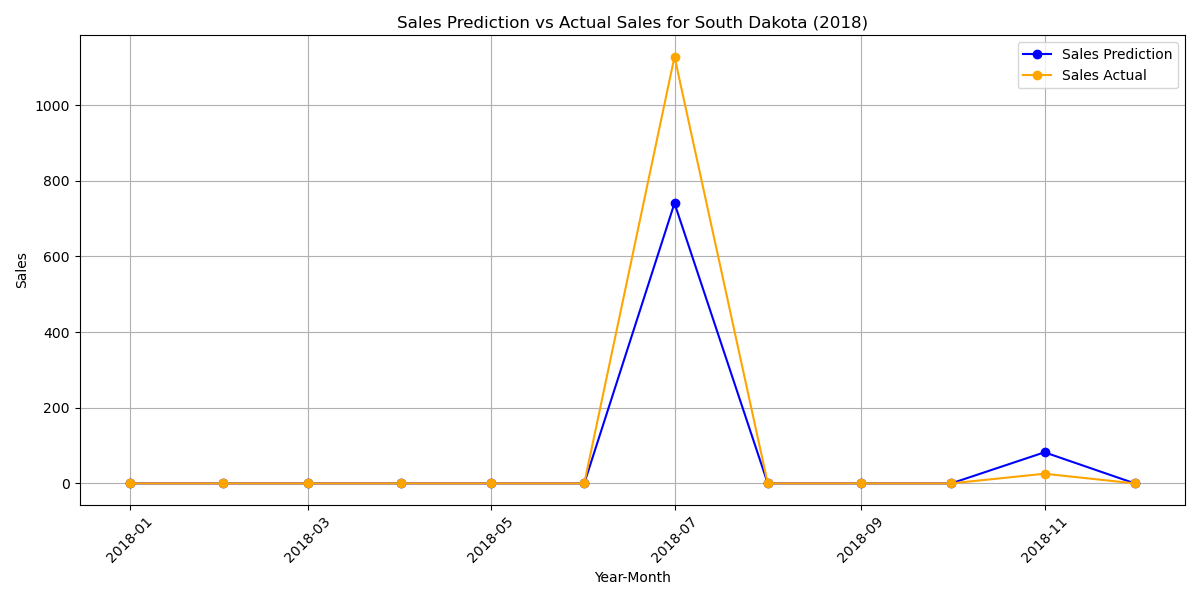 Sales Prediction vs Actual Sales for South Dakota (2018)
Sales Prediction
Sales Actual
1000
800
600
400
200
0
Sales
2018-01
2018-03
2018-05
2018-07
2018-09
2018-11
Year-Month